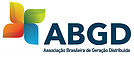 ABGD
Associação Brasileira de Geração Distribuída